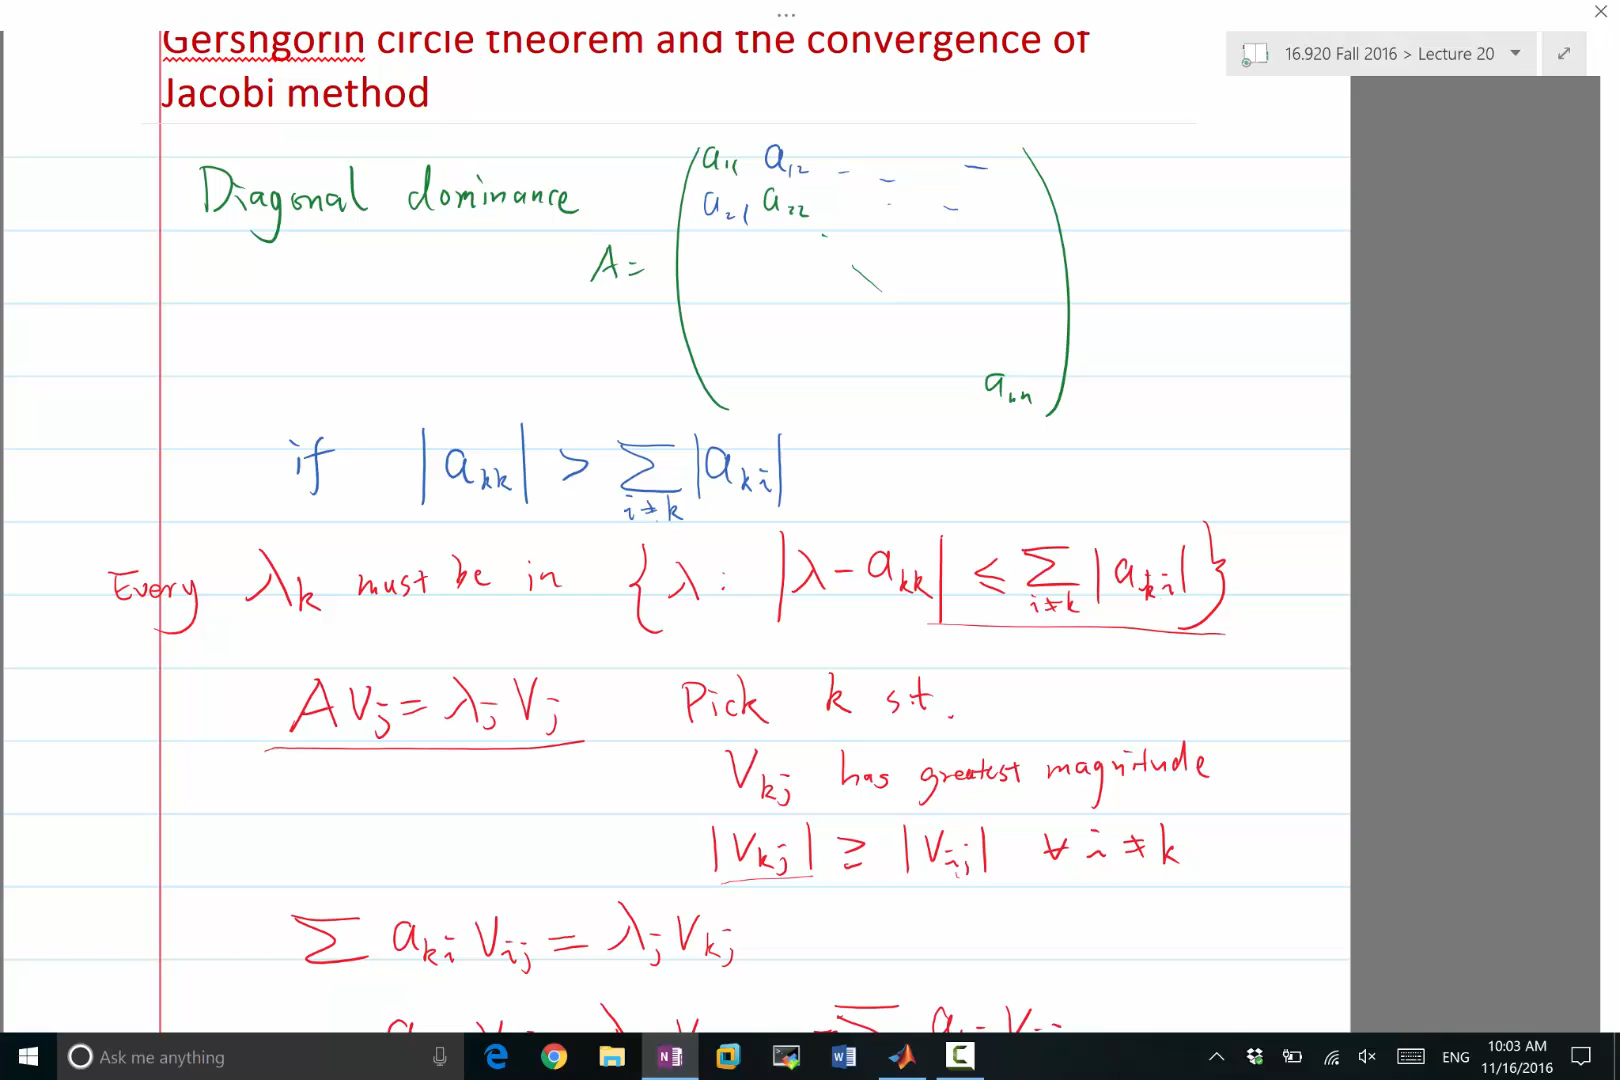 Gershgorin circle theorem and the convergence of
Jacobi method
16.920 Fall 2016 > Lecture 20
Diagonal dominance
a₁₁ a₁₂ - - -
a₂₁ a₂₂ - -
A =
aₙₙ
if |aₖₖ| > ∑_{i≠k} |aₖᵢ|
Every λₖ must be in {λ : |λ - aₖₖ| ≤ ∑_{i≠k} |aₖᵢ|}
A Vⱼ = λⱼ Vⱼ Pick k s.t.
Vₖⱼ has greatest magnitude
|Vₖⱼ| ≥ |Vᵢⱼ| ∀ i ≠ k
∑ aₖᵢ Vᵢⱼ = λⱼ Vₖⱼ
Ask me anything
ENG
10:03 AM
11/16/2016